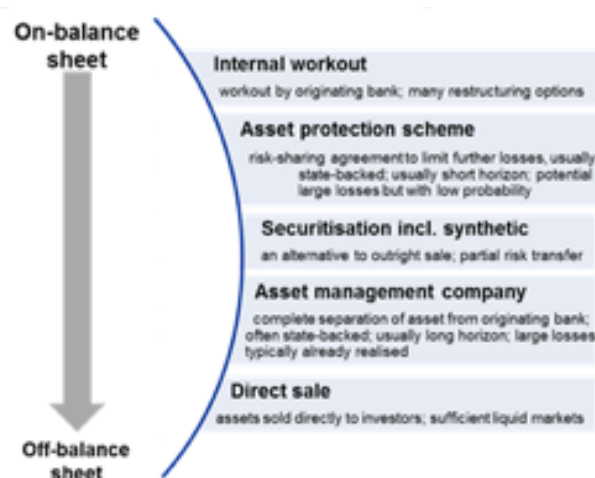 On-balance
sheet
Internal workout
workout by originating bank; many restructuring options
Asset protection scheme
risk-sharing agreement to limit further losses, usually
state-backed; usually short horizon; potential
large losses but with low probability
Securitisation incl. synthetic
an alternative to outright sale; partial risk transfer
Asset management company
complete separation of asset from originating bank;
often state-backed; usually long horizon; large losses
typically already realised
Direct sale
assets sold directly to investors; sufficient liquid markets
Off-balance
sheet